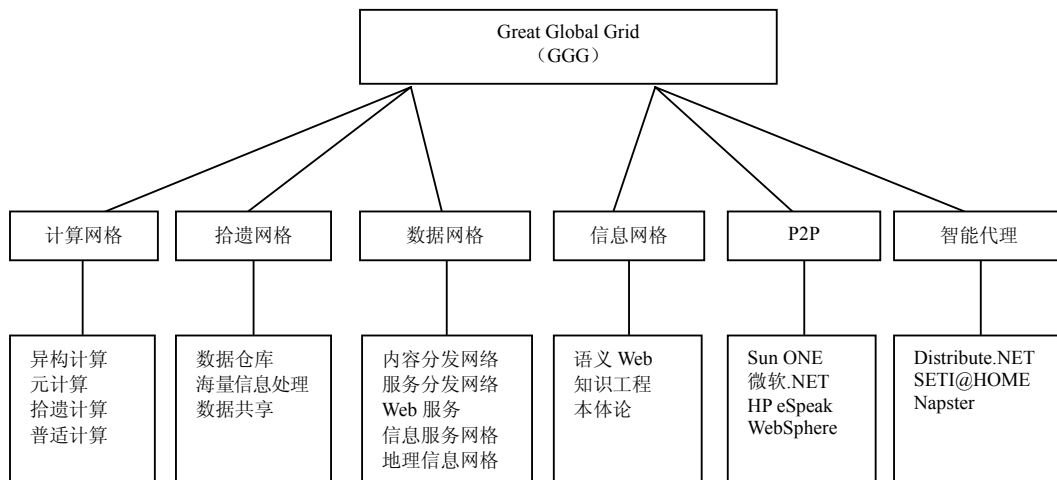 Great Global Grid
（GGG）
计算网格
拾遗网格
数据网格
信息网格
P2P
智能代理
异构计算
元计算
拾遗计算
普适计算
数据仓库
海量信息处理
数据共享
内容分发网络
服务分发网络
Web 服务
信息服务网格
地理信息网格
语义 Web
知识工程
本体论
Sun ONE
微软.NET
HP eSpeak
WebSphere
Distribute.NET
SETI@HOME
Napster